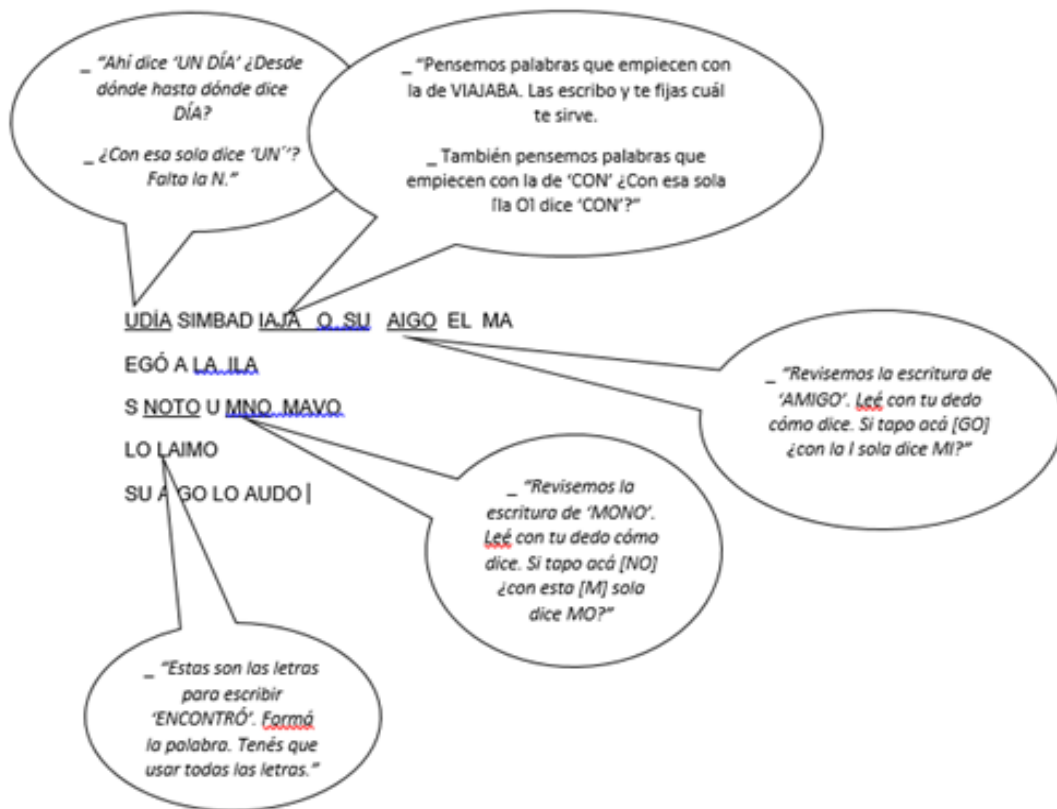 _ “Ahí dice ‘UN DÍA’ ¿Desde
dónde hasta dónde dice
DÍA?
_ ¿Con esa sola dice ‘UN´’?
Falta la N.”
_ “Pensemos palabras que empiecen con
la de VIAJABA. Las escribo y te fijas cuál
te sirve.
_ También pensemos palabras que
empiecen con la de ‘CON’ ¿Con esa sola
[la O] dice ‘CON’?”
UDÍA SIMBAD IAJA O SU AIGO EL MA
EGÓ A LA ILA
S NOTO U MNO MAVO
LO LAIMO
SU AIGO LO AUDO
_ “Revisemos la escritura de
‘AMIGO’. Leé con tu dedo
cómo dice. Si tapo acá [GO]
¿con la I sola dice MI?”
_ “Revisemos la
escritura de ‘MONO’.
Leé con tu dedo cómo
dice. Si tapo acá [NO]
¿con esta [M] sola
dice MO?”
_ “Estas son las letras
para escribir
‘ENCONTRÓ’. Formá
la palabra. Tenés que
usar todas las letras.”